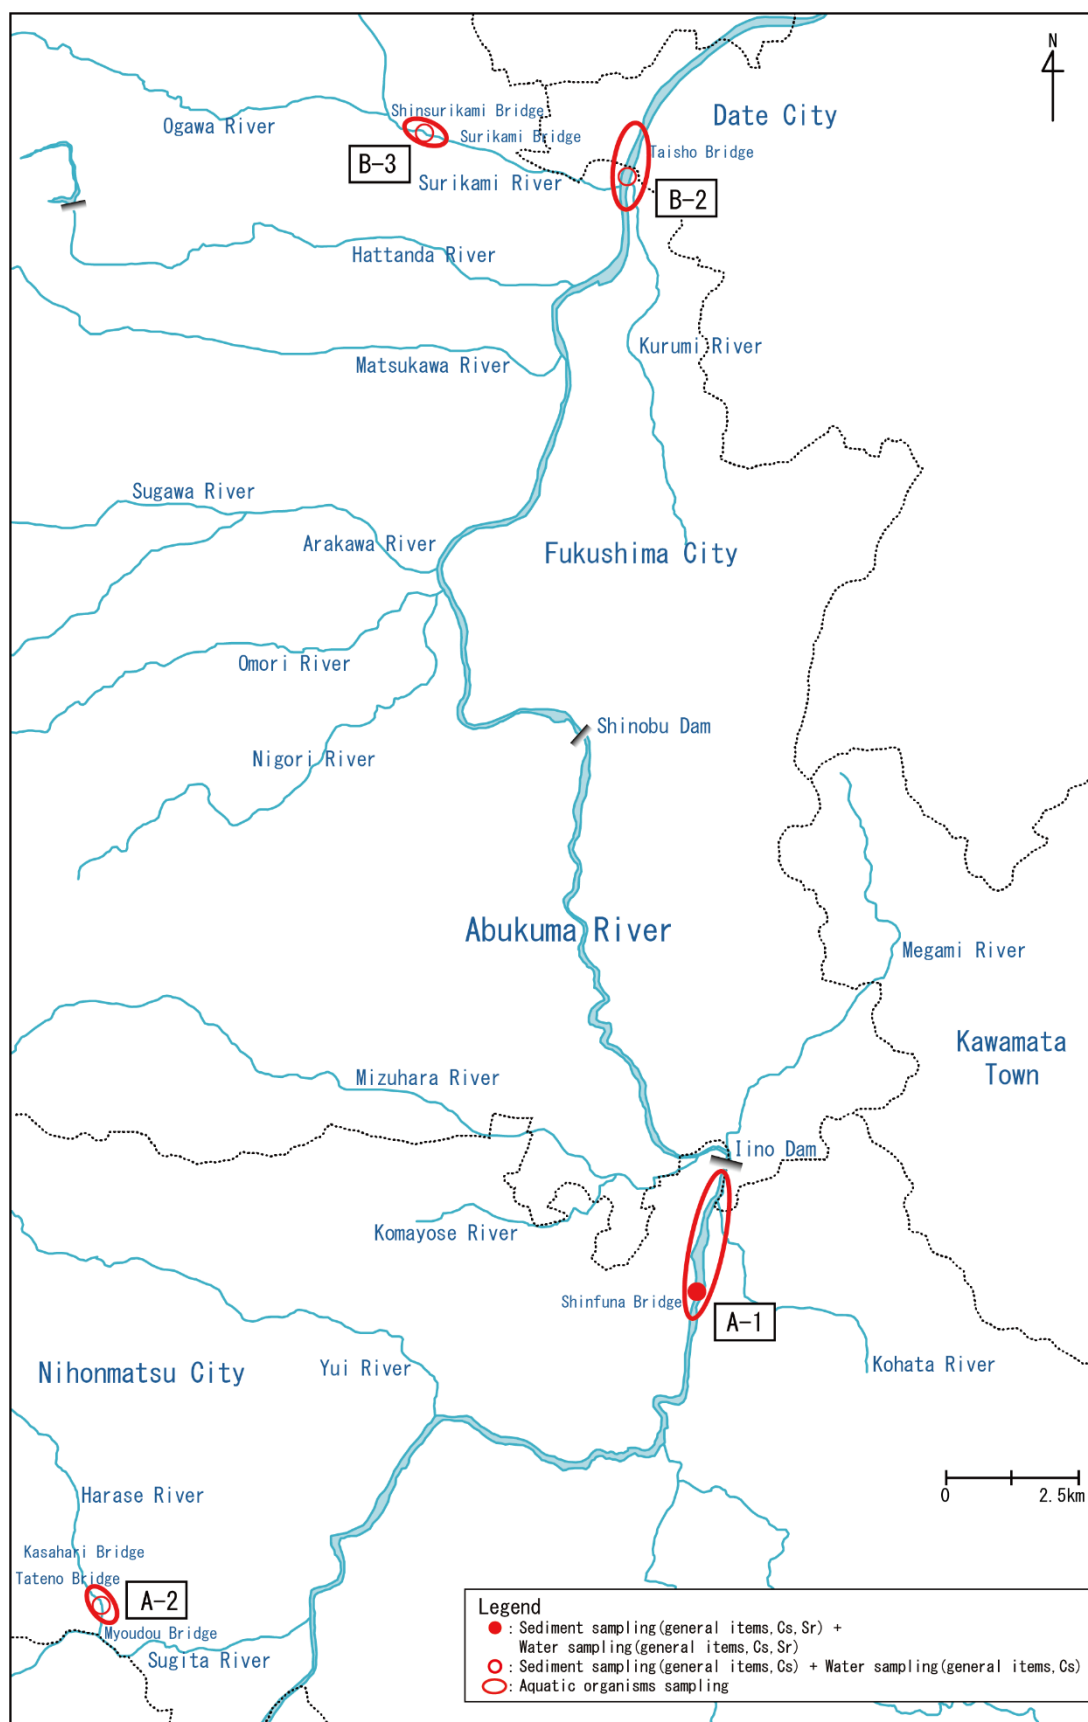 N
Date City
Shinsurikami Bridge
Ogawa River
Surikami Bridge
Taisho Bridge
B-3
Surikami River
B-2
Hattanda River
Kurumi River
Matsukawa River
Sugawa River
Arakawa River
Fukushima City
Omori River
Shinobu Dam
Nigori River
Abukuma River
Megami River
Kawamata
Town
Mizuhara River
Iino Dam
Komayose River
Shinfuna Bridge
A-1
Kohata River
Yui River
Nihonmatsu City
Harase River
0 2.5km
Kasahari Bridge
Tateno Bridge
A-2
Myoudou Bridge
Sugita River
Legend
: Sediment sampling(general items,Cs,Sr) +
Water sampling(general items,Cs,Sr)
: Sediment sampling(general items,Cs) + Water sampling(general items,Cs)
: Aquatic organisms sampling